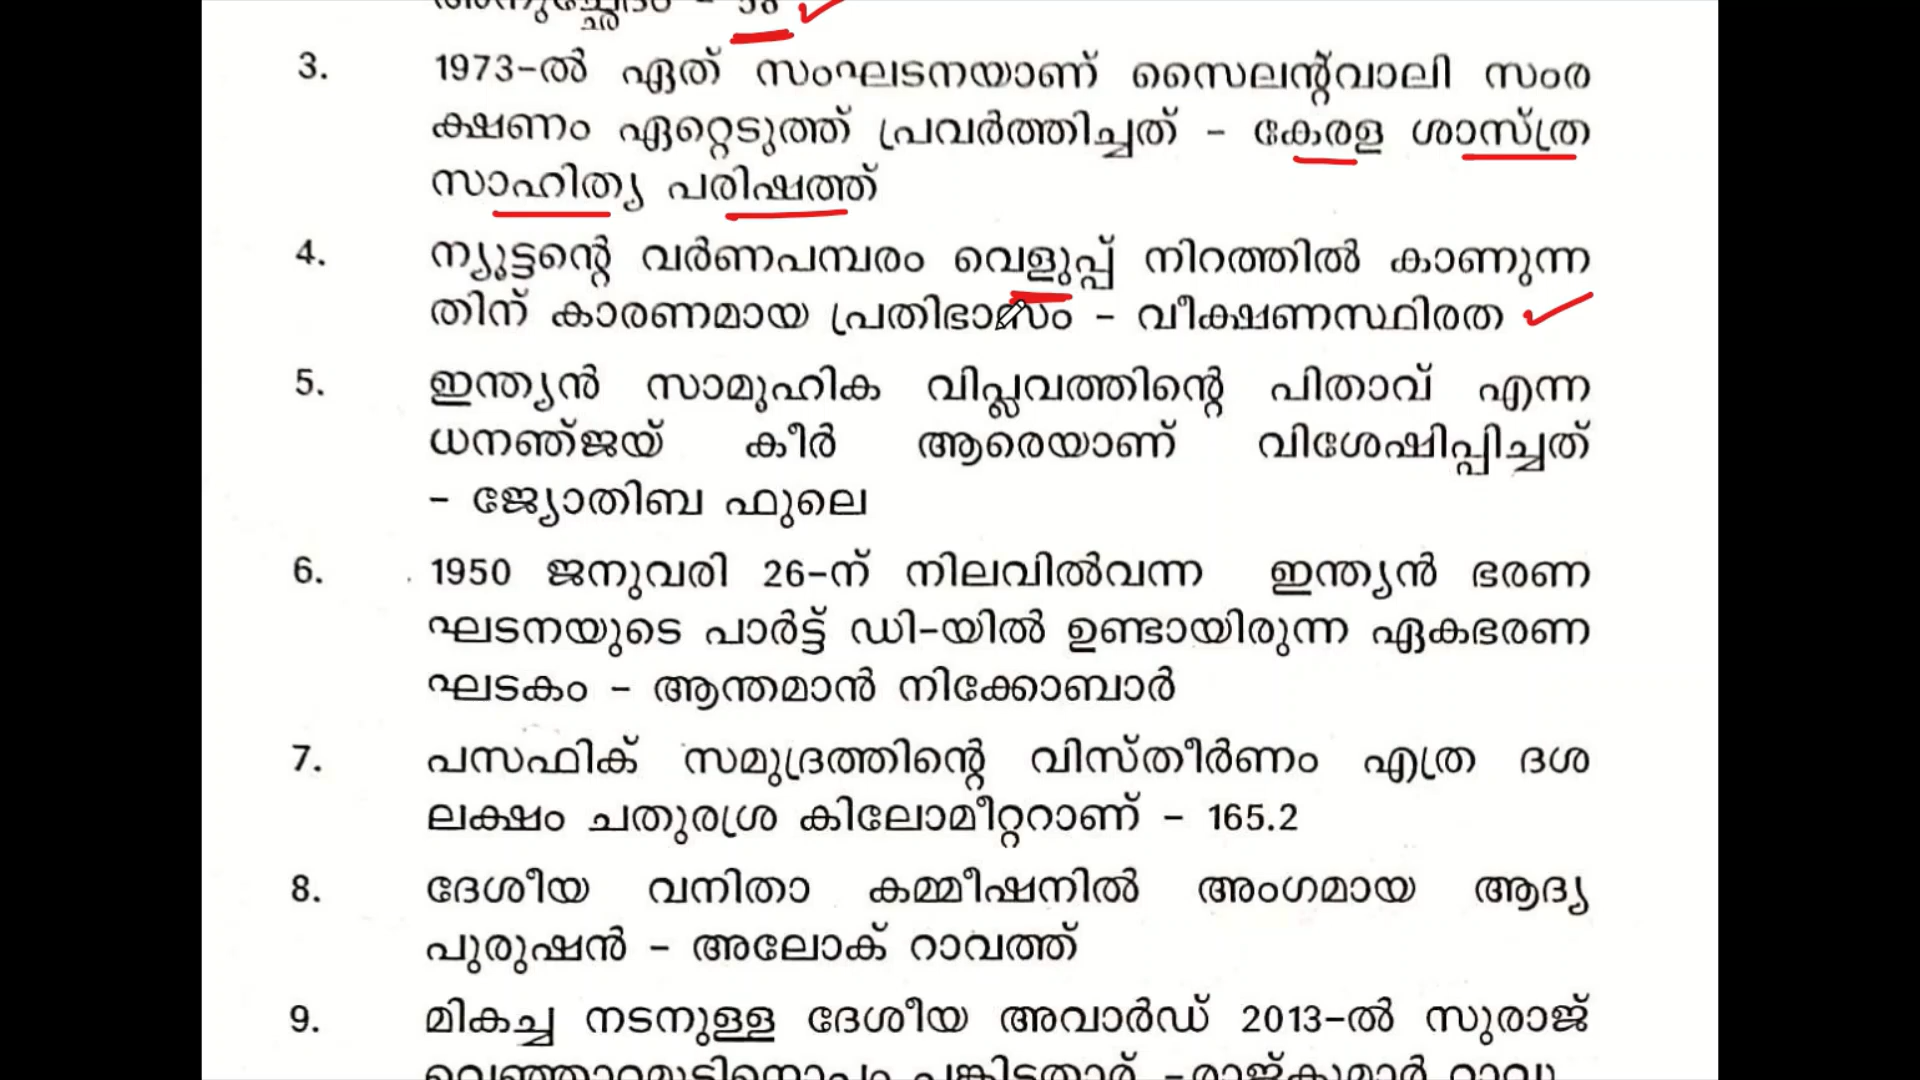 3. 1973-ൽ ഏത് സംഘടനയാണ് സൈലന്റ്‌വാലി സംര
ക്ഷണം ഏറ്റെടുത്ത് പ്രവർത്തിച്ചത് - കേരള ശാസ്ത്ര
സാഹിത്യ പരിഷത്ത്
4. ന്യൂട്ടന്റെ വർണപമ്പരം വെളുപ്പ് നിറത്തിൽ കാണുന്ന
തിന് കാരണമായ പ്രതിഭാസം - വീക്ഷണസ്ഥിരത
5. ഇന്ത്യൻ സാമൂഹിക വിപ്ലവത്തിന്റെ പിതാവ് എന്ന
ധനഞ്ജയ് കീർ ആരെയാണ് വിശേഷിപ്പിച്ചത്
- ജ്യോതിബ ഫുലെ
6. 1950 ജനുവരി 26-ന് നിലവിൽവന്ന ഇന്ത്യൻ ഭരണ
ഘടനയുടെ പാർട്ട് ഡി-യിൽ ഉണ്ടായിരുന്ന ഏകഭരണ
ഘടകം - ആന്തമാൻ നിക്കോബാർ
7. പസഫിക് സമുദ്രത്തിന്റെ വിസ്തീർണം എത്ര ദശ
ലക്ഷം ചതുരശ്ര കിലോമീറ്ററാണ് - 165.2
8. ദേശീയ വനിതാ കമ്മീഷനിൽ അംഗമായ ആദ്യ
പുരുഷൻ - അലോക് റാവത്ത്
9. മികച്ച നടനുള്ള ദേശീയ അവാർഡ് 2013-ൽ സുരാജ്